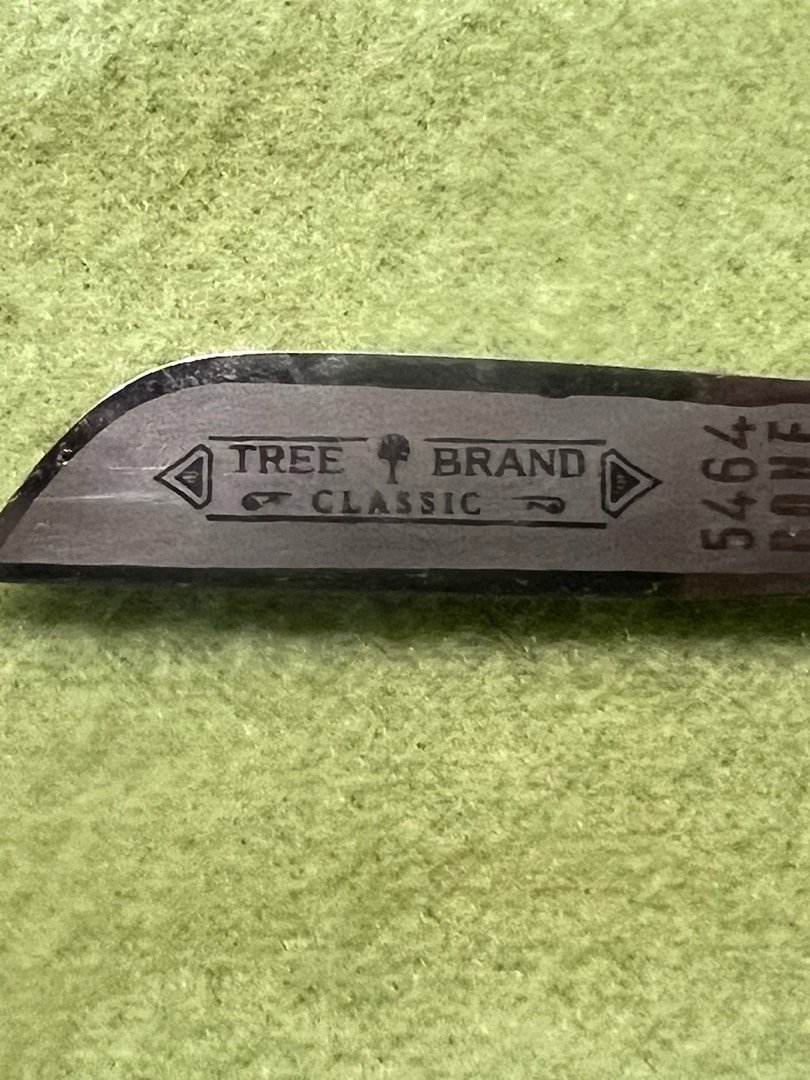 TREE BRAND
CLASSIC
5464
BONE